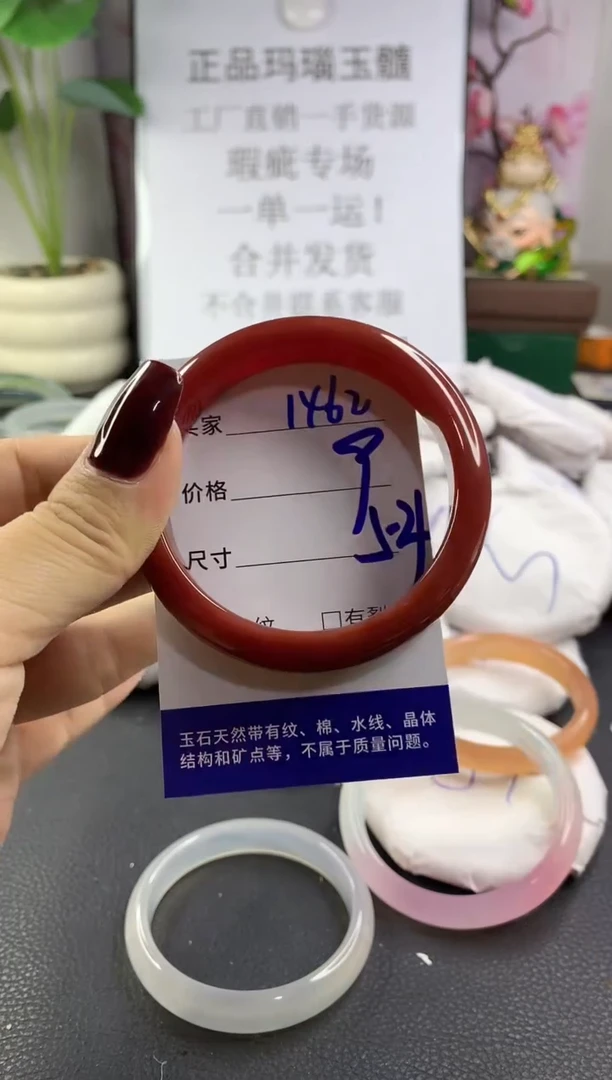 正品玛瑙玉髓
工厂直销一手货源
瑕疵专场
一单一运！
合并发货
不合并联系客服
家 1462
价格
尺寸
纹 □有裂
玉石天然带有纹、棉、水线、晶体
结构和矿点等，不属于质量问题。